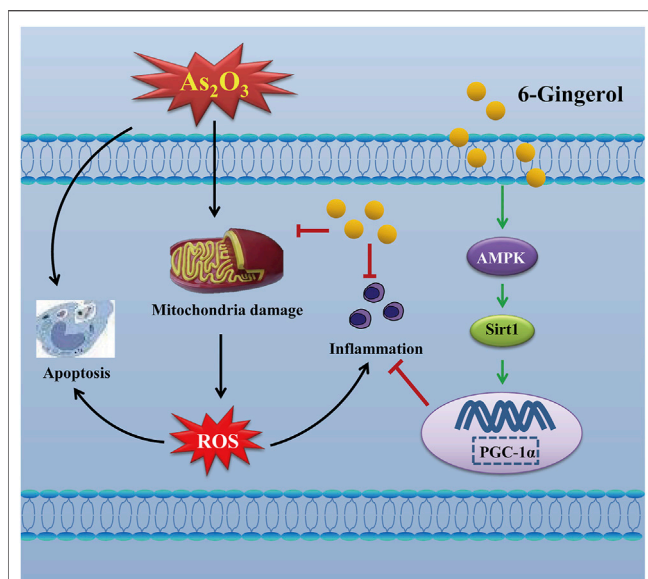 As₂O₃
6-Gingerol
AMPK
Mitochondria damage
Sirt1
Inflammation
Apoptosis
ROS
PGC-1α